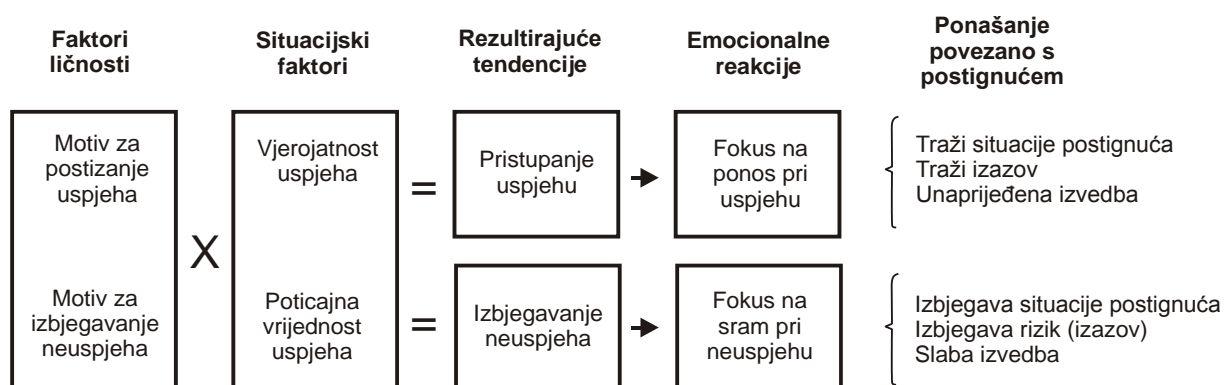 Faktori
ličnosti
Situacijski
faktori
Rezultirajuće
tendencije
Emocionalne
reakcije
Ponašanje
povezano s
postignućem
Motiv za
postizanje
uspjeha
Vjerojatnost
uspjeha
=
Pristupanje
uspjehu
Fokus na
ponos pri
uspjehu
Traži situacije postignuća
Traži izazov
Unaprijeđena izvedba
X
Motiv za
izbjegavanje
neuspjeha
Poticajna
vrijednost
uspjeha
=
Izbjegavanje
neuspjeha
Fokus na
sram pri
neuspjehu
Izbjegava situacije postignuća
Izbjegava rizik (izazov)
Slaba izvedba